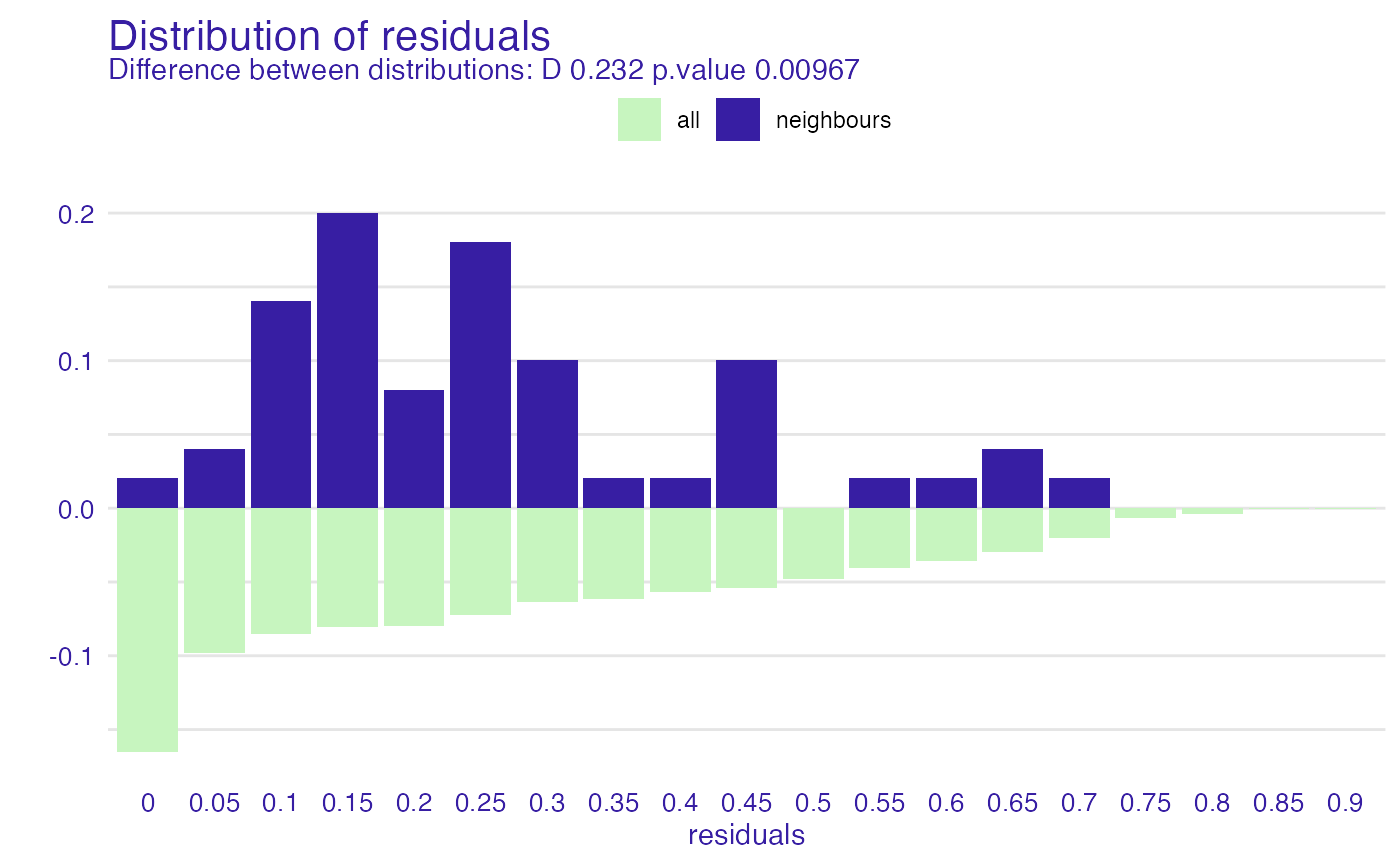 Distribution of residuals
Difference between distributions: D 0.232 p.value 0.00967
all neighbours
0.2
0.1
0.0
-0.1
0 0.05 0.1 0.15 0.2 0.25 0.3 0.35 0.4 0.45 0.5 0.55 0.6 0.65 0.7 0.75 0.8 0.85 0.9
residuals